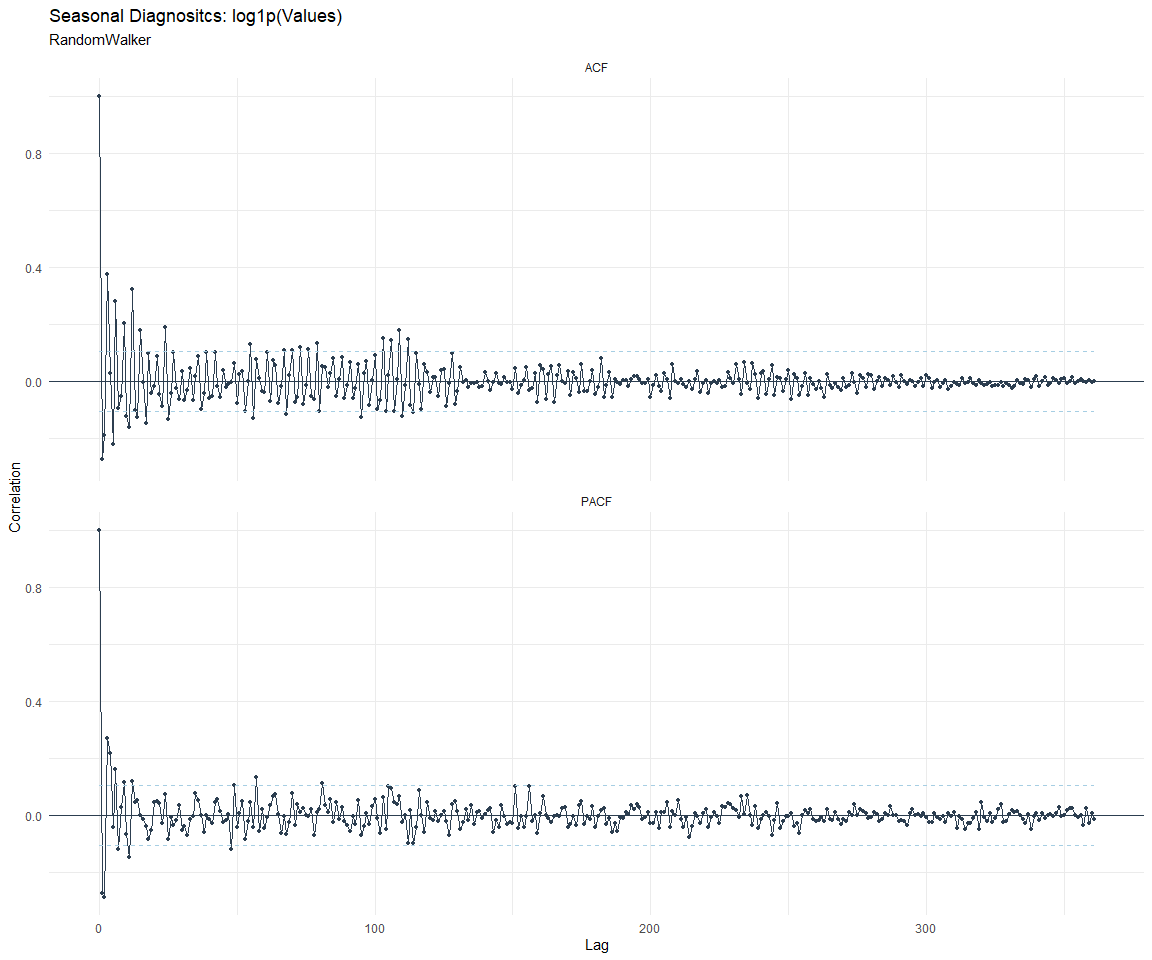 Seasonal Diagnositcs: log1p(Values)
RandomWalker
ACF
0.8
0.4
0.0
Correlation
PACF
0.8
0.4
0.0
0
100
200
300
Lag